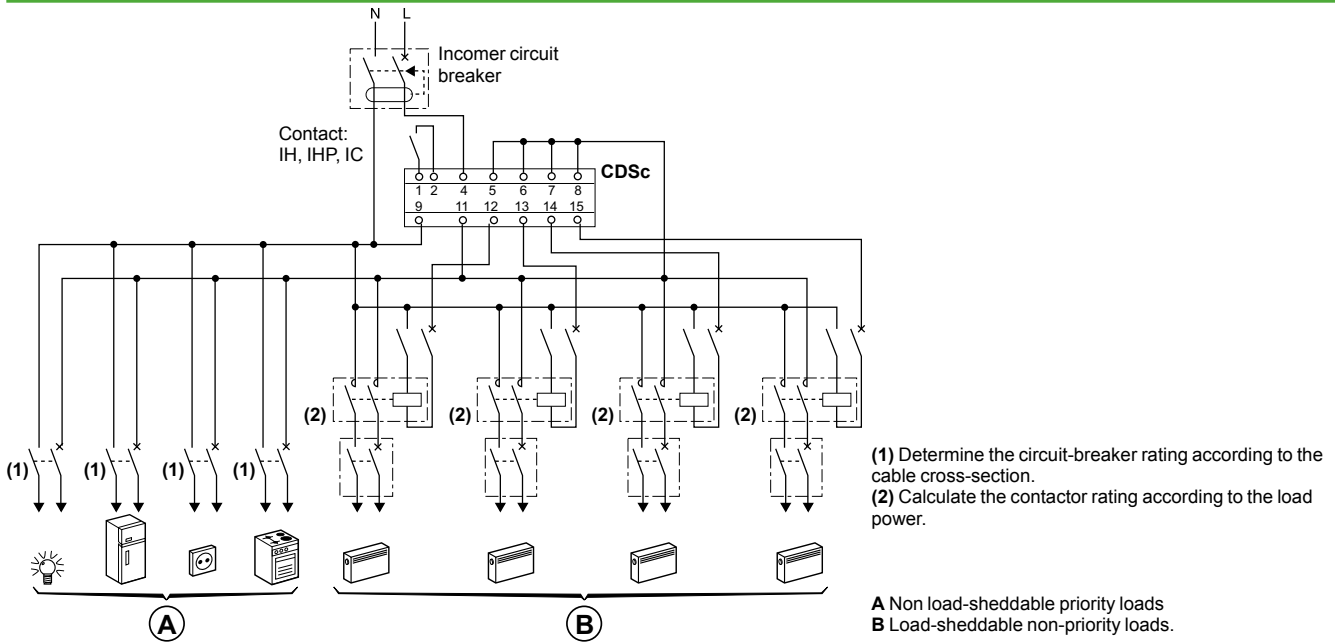 N L
Incomer circuit
breaker
Contact:
IH, IHP, IC
CDSc
1 2 4 5 6 7 8
9 11 12 13 14 15
(2) (2) (2) (2)
(1) (1) (1) (1)
(1) Determine the circuit-breaker rating according to the
cable cross-section.
(2) Calculate the contactor rating according to the load
power.
A B
A Non load-sheddable priority loads
B Load-sheddable non-priority loads.